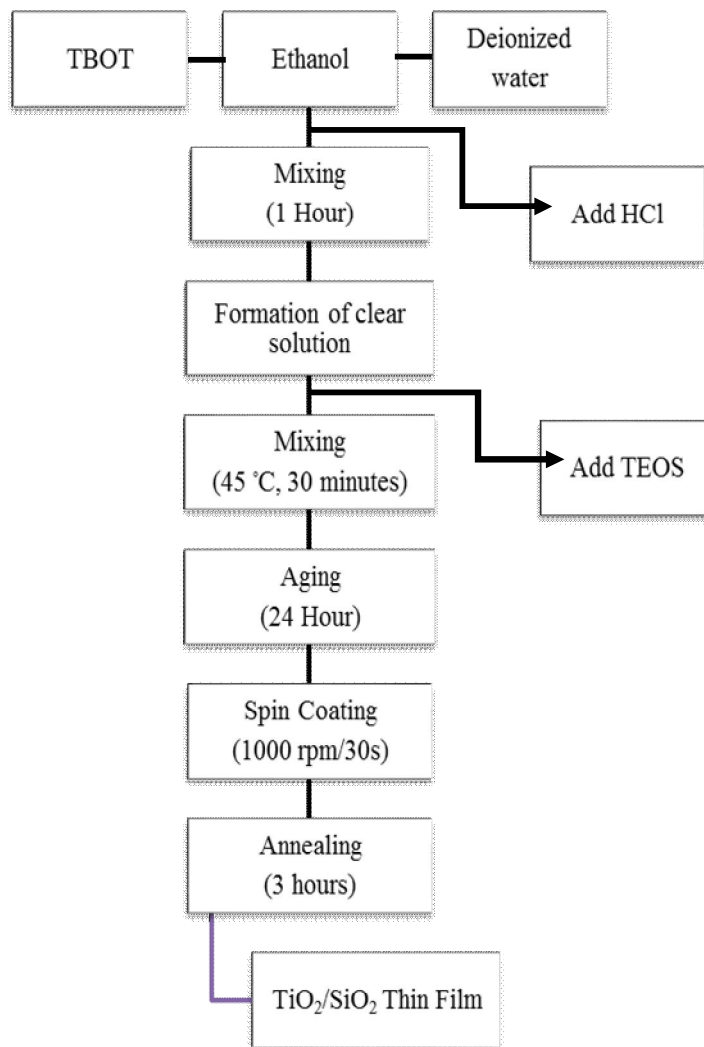 TBOT
Ethanol
Deionized
water
Mixing
(1 Hour)
Add HCl
Formation of clear
solution
Mixing
(45 ˚C, 30 minutes)
Add TEOS
Aging
(24 Hour)
Spin Coating
(1000 rpm/30s)
Annealing
(3 hours)
TiO₂/SiO₂ Thin Film